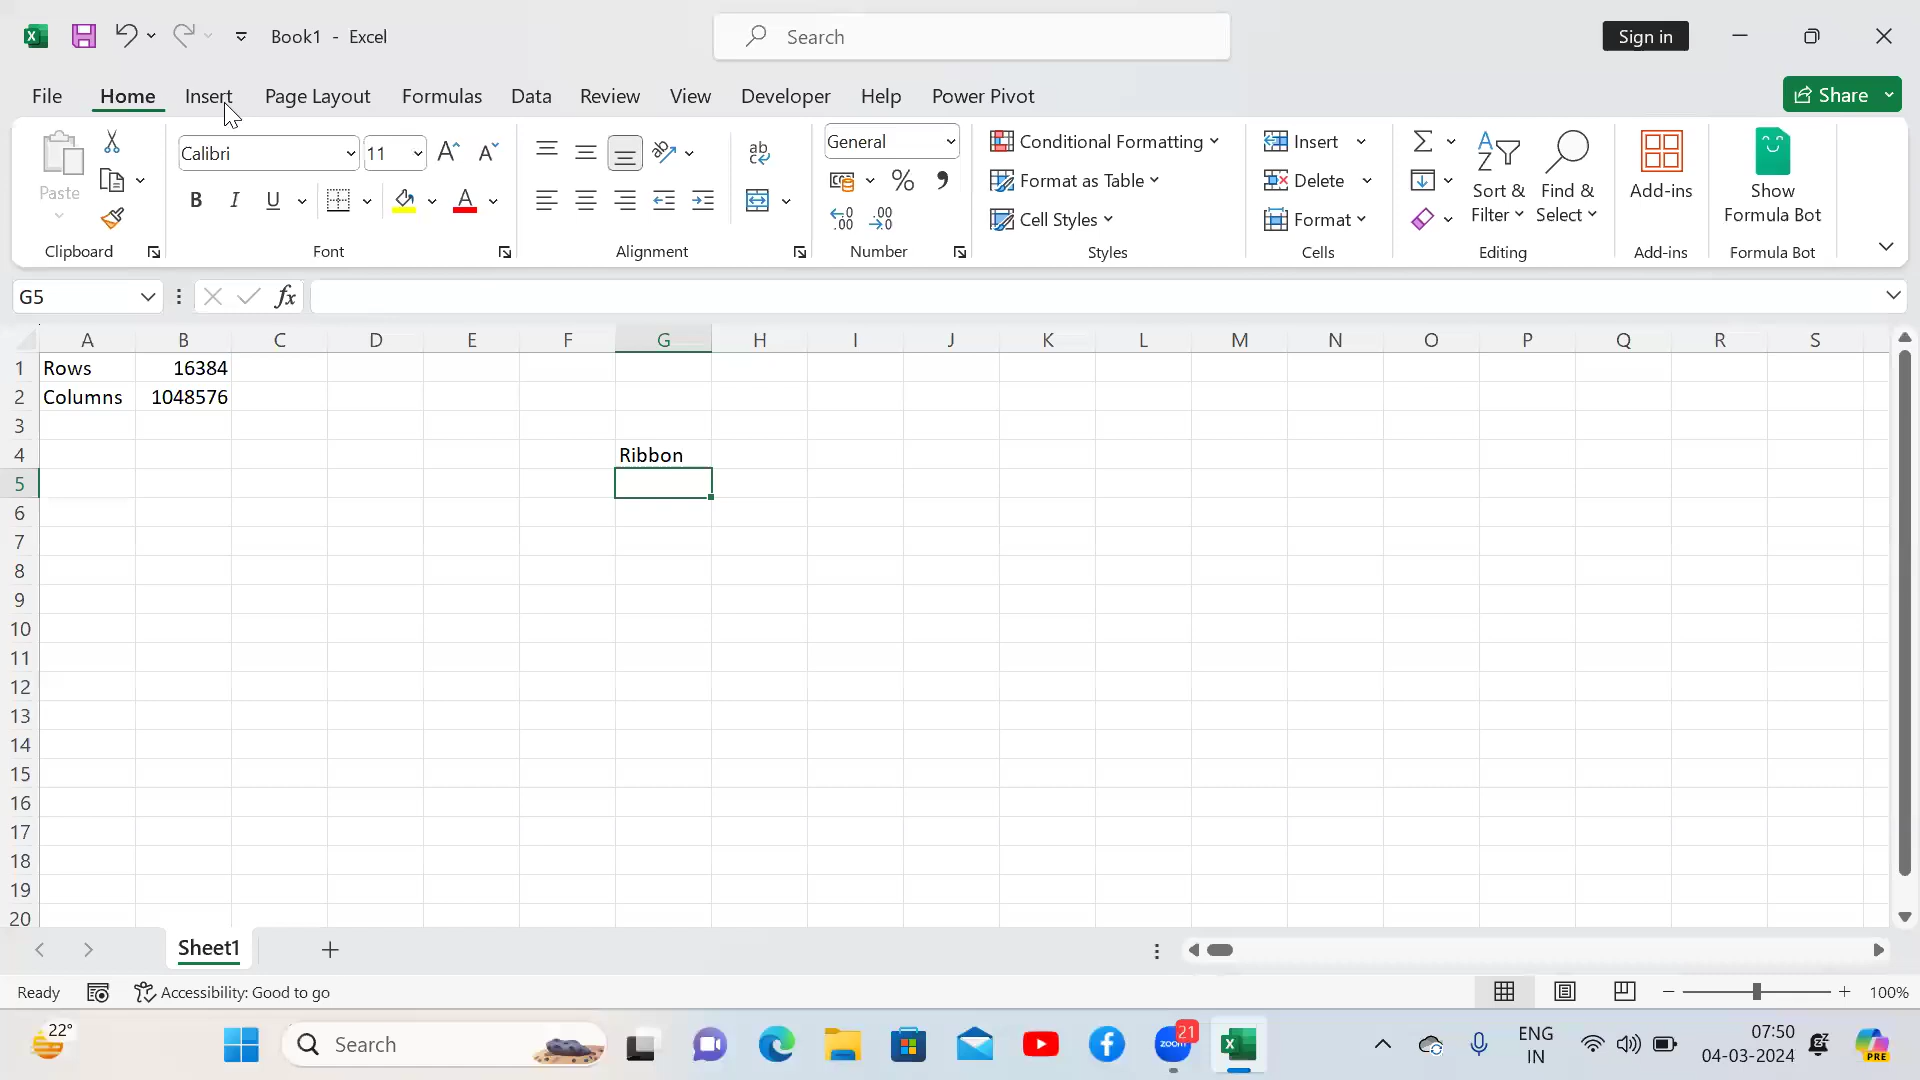 Book1 - Excel
Search
Sign in
File Home Insert Page Layout Formulas Data Review View Developer Help Power Pivot
Share
Paste
Clipboard
Calibri 11
B I U A
Font
ab
Alignment
General
% ,
Number
Conditional Formatting
Format as Table
Cell Styles
Styles
Insert
Delete
Format
Cells
Sort & Filter
Find & Select
Editing
Add-ins
Add-ins
Show Formula Bot
Formula Bot
G5
fx
A B C D E F G H I J K L M N O P Q R S
1 Rows 16384
2 Columns 1048576
3
4 Ribbon
5
6
7
8
9
10
11
12
13
14
15
16
17
18
19
20
Sheet1
Ready Accessibility: Good to go 100%
22°
Search
zoom 21
ENG IN
07:50
04-03-2024
PRE